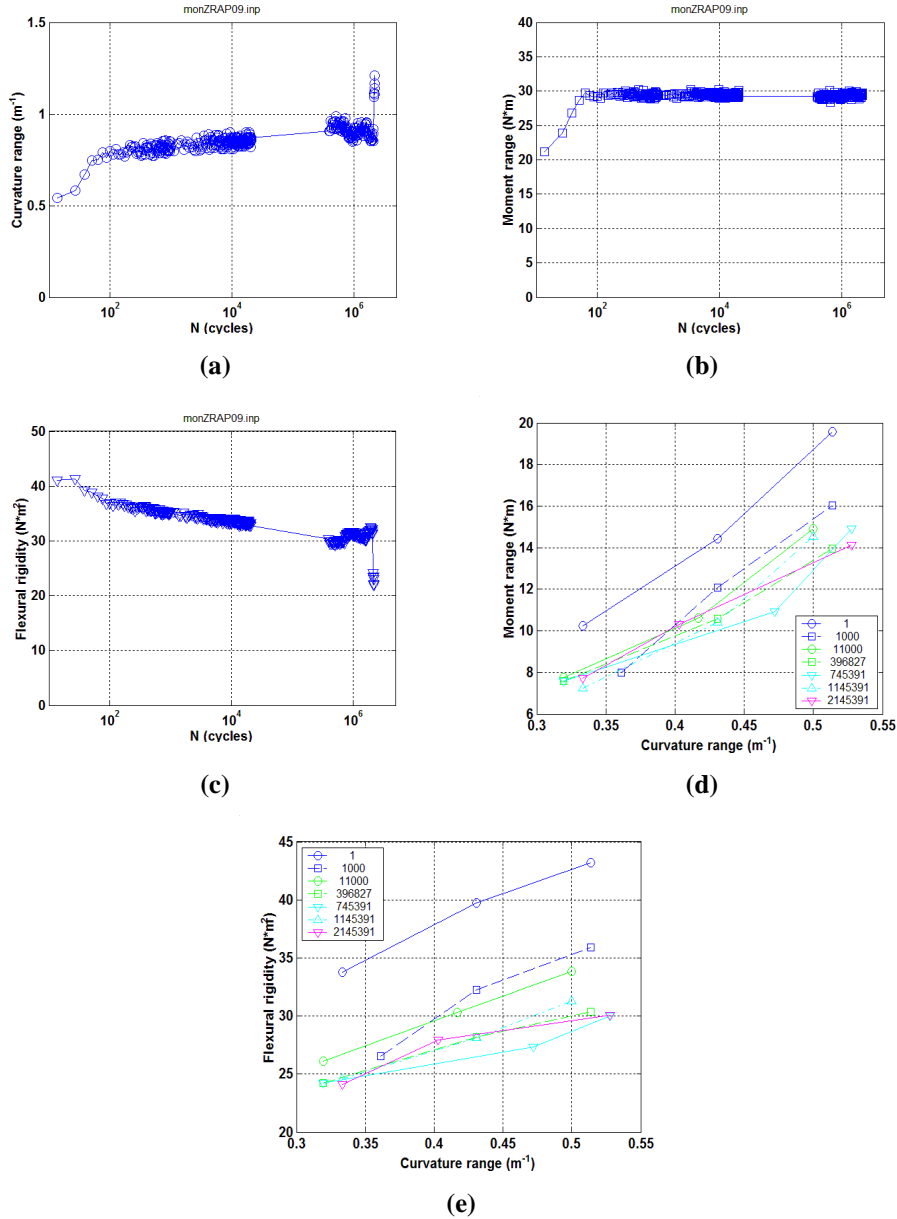 monZRAP09.inp
1.5
1
0.5
0
Curvature range (m⁻¹)
10² 10⁴ 10⁶
N (cycles)
(a)
monZRAP09.inp
40
35
30
25
20
15
10
5
0
Moment range (N*m)
10² 10⁴ 10⁶
N (cycles)
(b)
monZRAP09.inp
50
40
30
20
10
0
Flexural rigidity (N*m²)
10² 10⁴ 10⁶
N (cycles)
(c)
20
18
16
14
12
10
8
6
Moment range (N*m)
1
1000
11000
396827
745391
1145391
2145391
0.3 0.35 0.4 0.45 0.5 0.55
Curvature range (m⁻¹)
(d)
45
40
35
30
25
20
Flexural rigidity (N*m²)
1
1000
11000
396827
745391
1145391
2145391
0.3 0.35 0.4 0.45 0.5 0.55
Curvature range (m⁻¹)
(e)